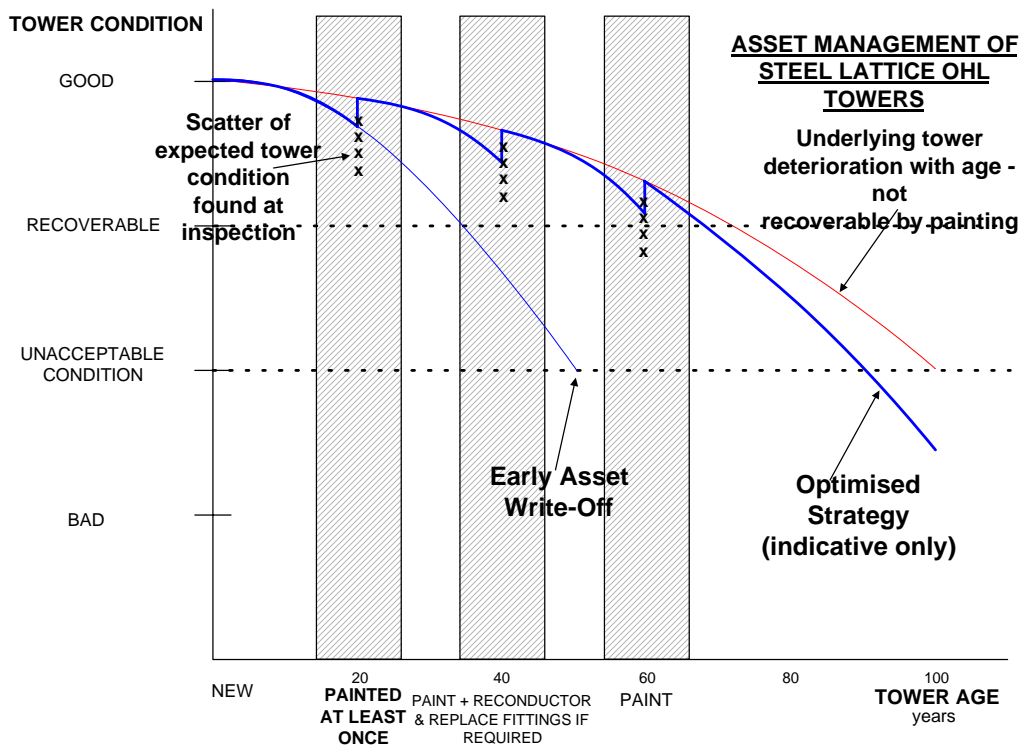 TOWER CONDITION
ASSET MANAGEMENT OF
STEEL LATTICE OHL
TOWERS
GOOD
Scatter of
expected tower
condition
found at
inspection
x
x
x
x
x
x
x
x
x
x
x
x
Underlying tower
deterioration with age -
not
recoverable by painting
RECOVERABLE
UNACCEPTABLE
CONDITION
Early Asset
Write-Off
Optimised
Strategy
(indicative only)
BAD
NEW
20
40
60
80
100
PAINTED
AT LEAST
ONCE
PAINT + RECONDUCTOR
& REPLACE FITTINGS IF
REQUIRED
PAINT
TOWER AGE
years